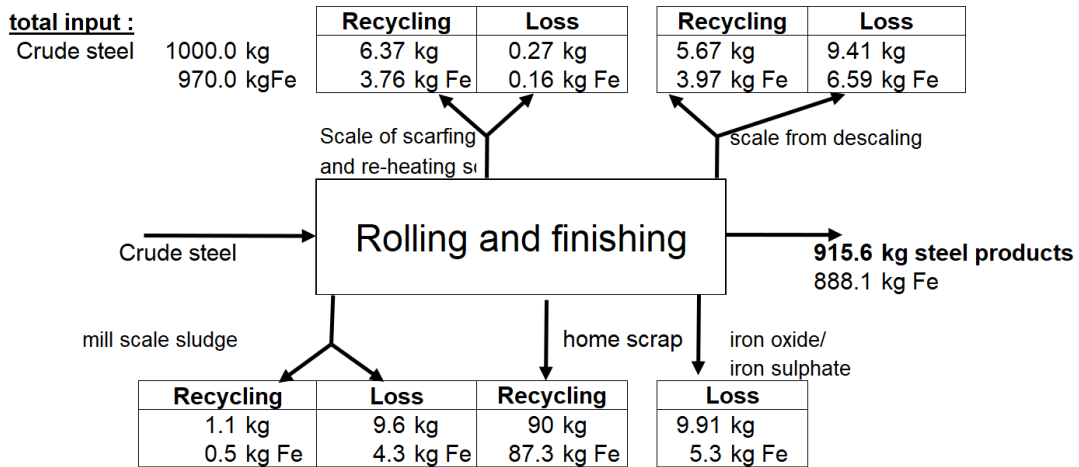 total input :
Crude steel 1000.0 kg
970.0 kgFe
Recycling Loss
6.37 kg 0.27 kg
3.76 kg Fe 0.16 kg Fe
Recycling Loss
5.67 kg 9.41 kg
3.97 kg Fe 6.59 kg Fe
Scale of scarfing
and re-heating
scale from descaling
Crude steel
Rolling and finishing
915.6 kg steel products
888.1 kg Fe
mill scale sludge
home scrap
iron oxide/
iron sulphate
Recycling Loss Recycling
1.1 kg 9.6 kg 90 kg
0.5 kg Fe 4.3 kg Fe 87.3 kg Fe
Loss
9.91 kg
5.3 kg Fe